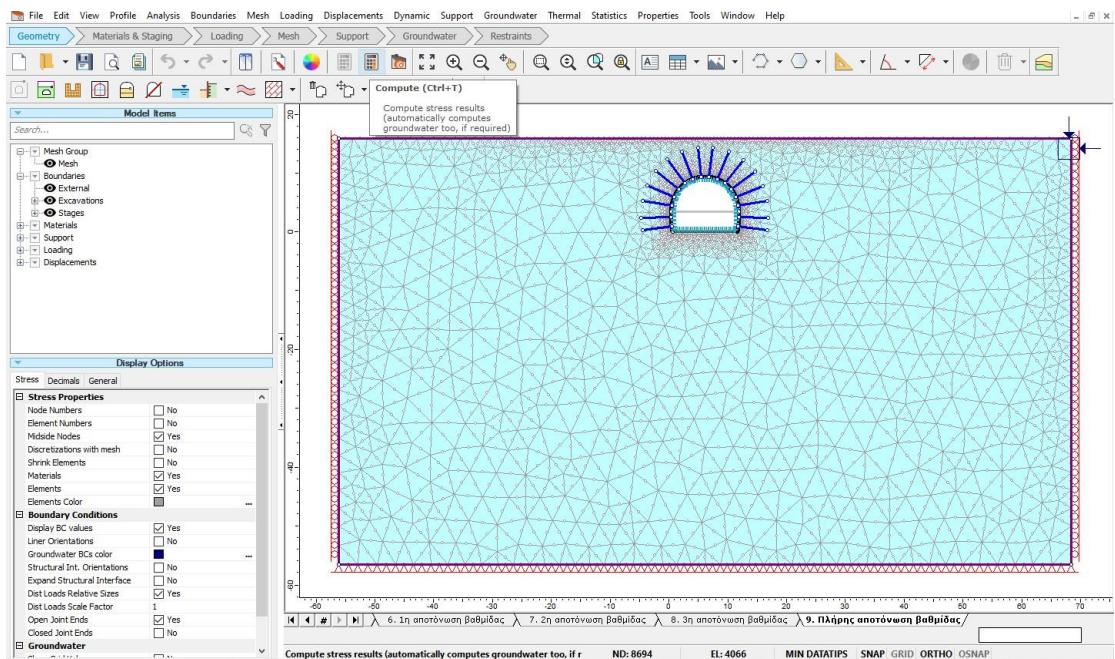 File Edit View Profile Analysis Boundaries Mesh Loading Displacements Dynamic Support Groundwater Thermal Statistics Properties Tools Window Help
Geometry Materials & Staging Loading Mesh Support Groundwater Restraints
Compute (Ctrl+T)
Compute stress results
(automatically computes
groundwater too, if required)
Model Items
Search...
Mesh Group
Mesh
Boundaries
External
Excavations
Stages
Materials
Support
Loading
Displacements
Display Options
Stress Decimals General
Stress Properties
Node Numbers No
Element Numbers No
Midside Nodes Yes
Discretizations with mesh No
Shrink Elements No
Materials Yes
Elements Yes
Elements Color ...
Boundary Conditions
Display BC values Yes
Liner Orientations No
Groundwater BCs color ...
Structural Int. Orientations No
Expand Structural Interface No
Dist Loads Relative Sizes Yes
Dist Loads Scale Factor 1
Open Joint Ends Yes
Closed Joint Ends No
Groundwater
20
0
-20
-40
-60
-60 -50 -40 -30 -20 -10 0 10 20 30 40 50 60 70
6. 1η αποτόνωση βαθμίδας 7. 2η αποτόνωση βαθμίδας 8. 3η αποτόνωση βαθμίδας 9. Πλήρης αποτόνωση βαθμίδας
Compute stress results (automatically computes groundwater too, if r ND: 8694 EL: 4066 MIN DATATIPS SNAP GRID ORTHO OSNAP